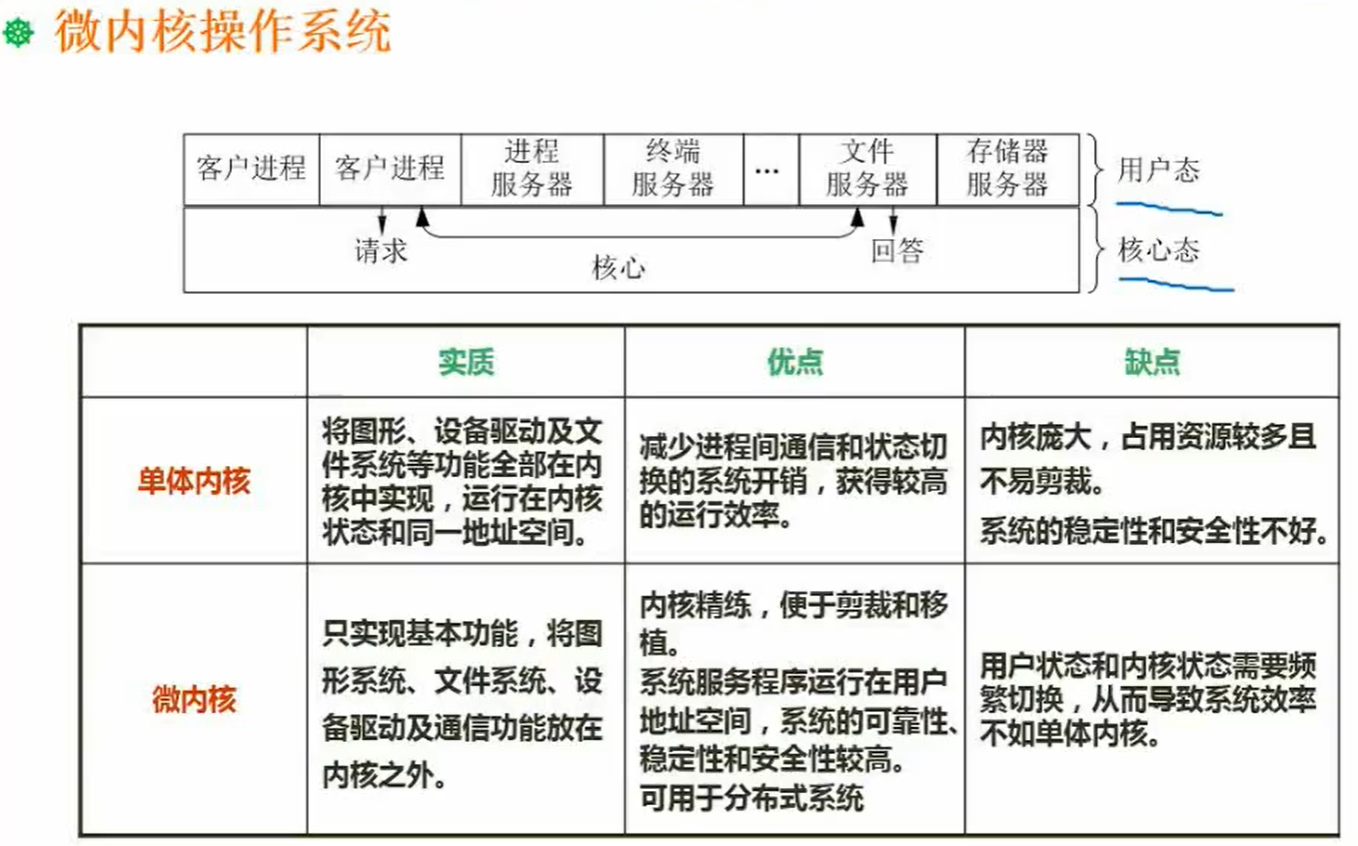 微内核操作系统
客户进程
客户进程
进程
服务器
终端
服务器
...
文件
服务器
存储器
服务器
用户态
请求
核心
回答
核心态
实质
优点
缺点
单体内核
将图形、设备驱动及文
件系统等功能全部在内
核中实现，运行在内核
状态和同一地址空间。
减少进程间通信和状态切
换的系统开销，获得较高
的运行效率。
内核庞大，占用资源较多且
不易剪裁。
系统的稳定性和安全性不好。
微内核
只实现基本功能，将图
形系统、文件系统、设
备驱动及通信功能放在
内核之外。
内核精练，便于剪裁和移
植。
系统服务程序运行在用户
地址空间，系统的可靠性、
稳定性和安全性较高。
可用于分布式系统
用户状态和内核状态需要频
繁切换，从而导致系统效率
不如单体内核。